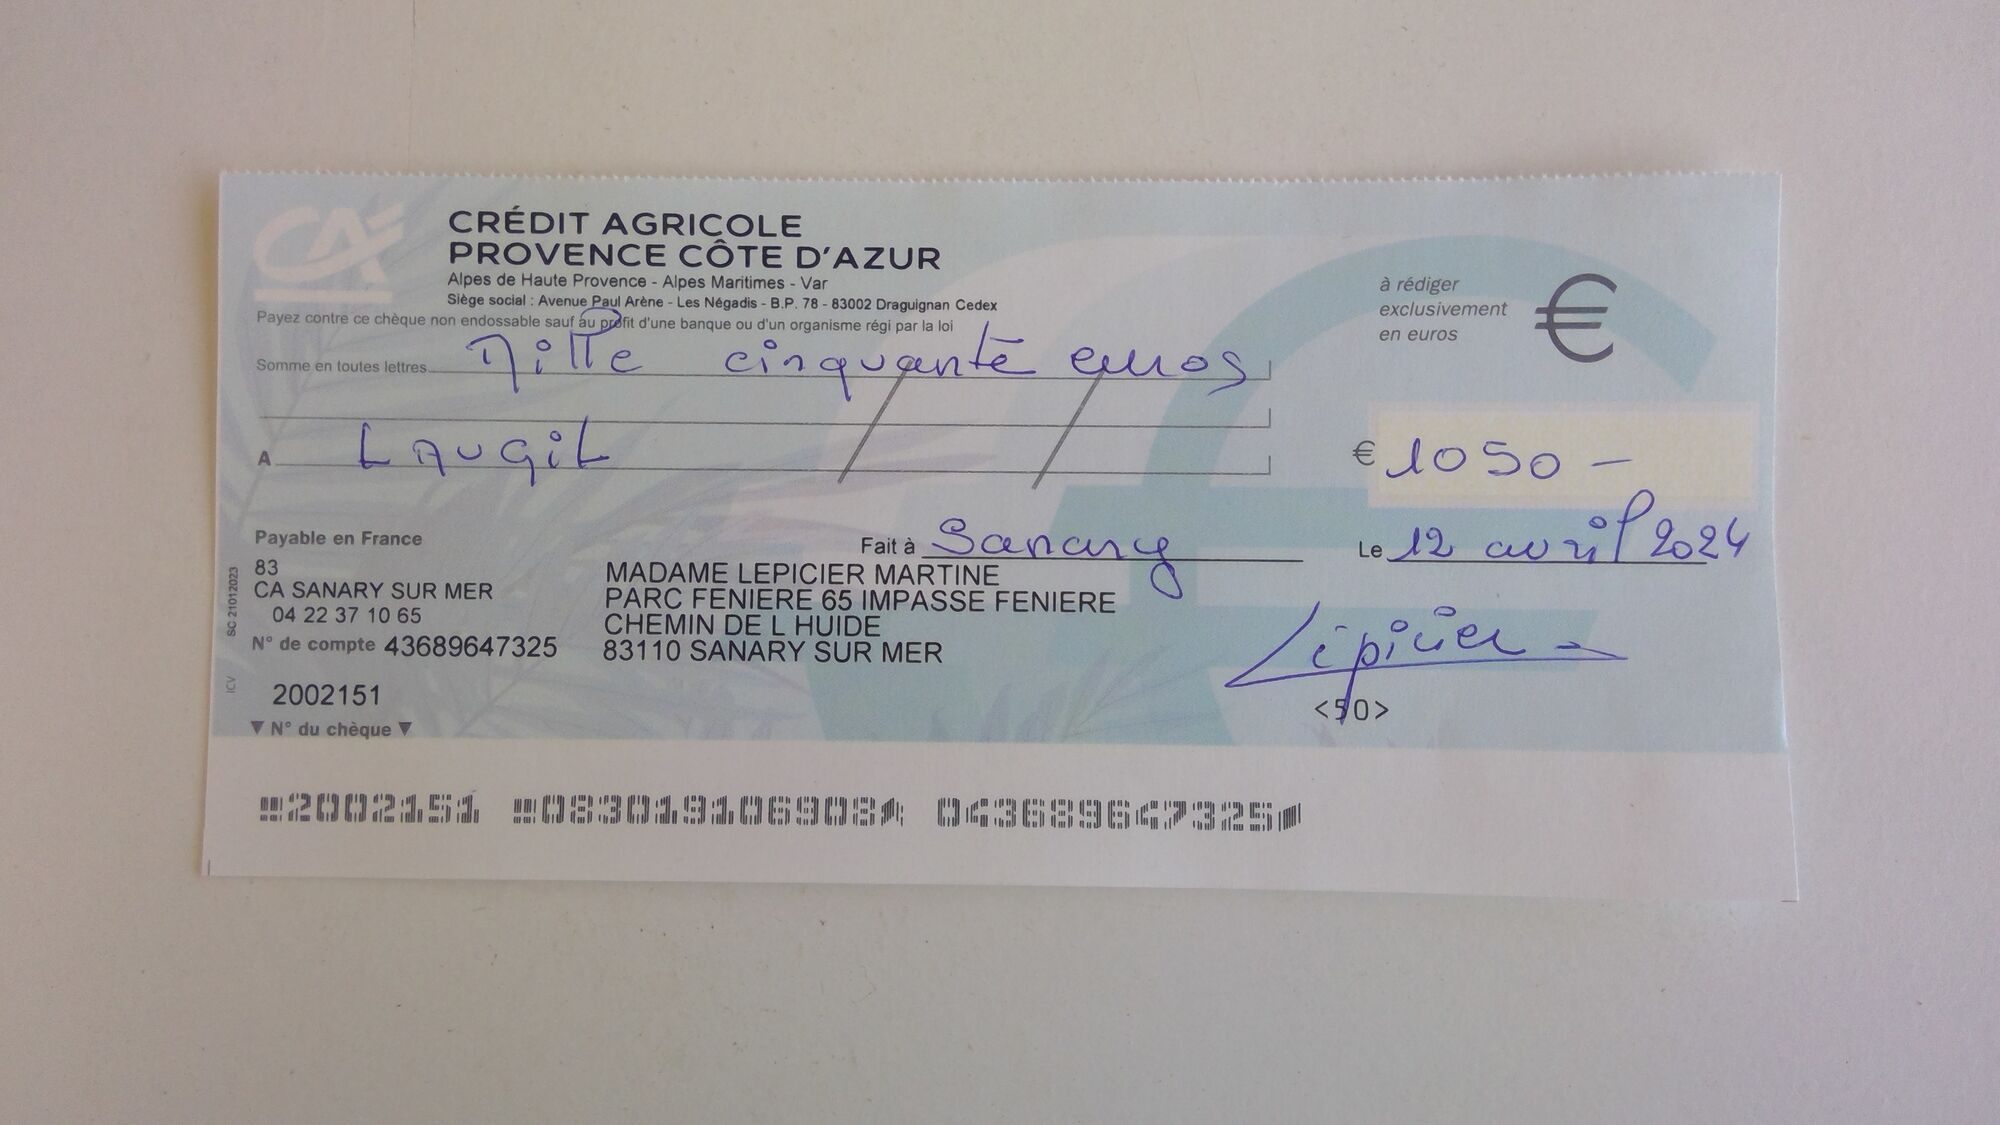 CA
CRÉDIT AGRICOLE
PROVENCE CÔTE D'AZUR
Alpes de Haute Provence - Alpes Maritimes - Var
Siège social : Avenue Paul Arène - Les Négadis - B.P. 78 - 83002 Draguignan Cedex
Payez contre ce chèque non endossable sauf au profit d'une banque ou d'un organisme régi par la loi
à rédiger
exclusivement
en euros
€
Somme en toutes lettres Mille cinquante euros
A LAUGIL
€ 1050 -
Payable en France
Fait à Sanary
Le 12 avril 2024
83
CA SANARY SUR MER
04 22 37 10 65
N° de compte 43689647325
MADAME LEPICIER MARTINE
PARC FENIERE 65 IMPASSE FENIERE
CHEMIN DE L HUIDE
83110 SANARY SUR MER
Lépicier
<50>
SC 21012023
ICV
2002151
▼ N° du chèque ▼
2002151 083019106908 043689647325